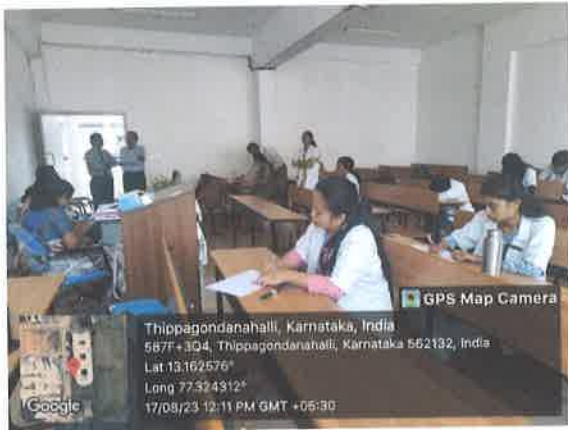 GPS Map Camera
Thippagondanahalli, Karnataka, India
587F+3Q4, Thippagondanahalli, Karnataka 562132, India
Lat 13.162576°
Long 77.324312°
17/08/23 12:11 PM GMT +05:30
Google